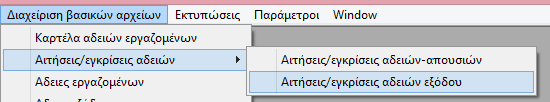 Διαχείριση βασικών αρχείων Εκτυπώσεις Παράμετροι Window
Καρτέλα αδειών εργαζομένων
Αιτήσεις/εγκρίσεις αδειών
Αιτήσεις/εγκρίσεις αδειών-απουσιών
Αδειες εργαζομένων
Αιτήσεις/εγκρίσεις αδειών εξόδου